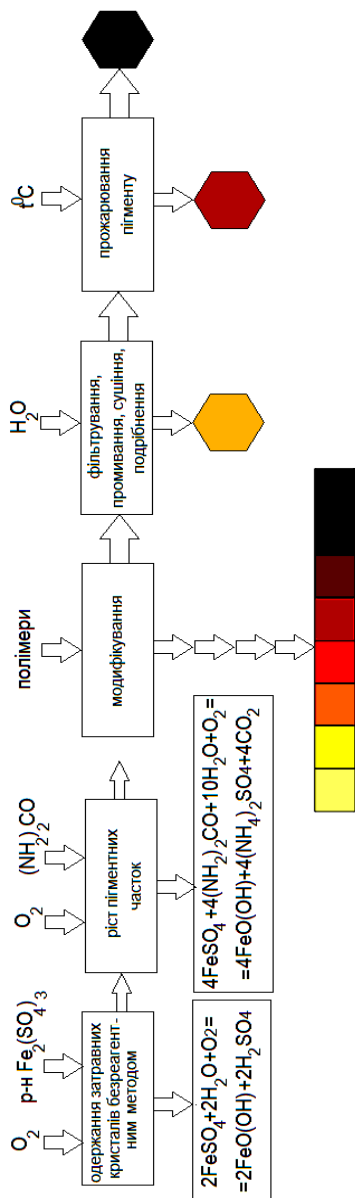 O₂
р-н Fe₂(SO₄)₃
одержання затравних
кристалів безреагент-
ним методом
2FeSO₄+2H₂O+O2=
=2FeO(OH)+2H₂SO4
O₂
(NH₂)₂CO
ріст пігментних
часток
4FeSO₄+4(NH₂)₂CO+10H₂O+O₂=
=4FeO(OH)+4(NH₄)₂SO4+4CO₂
полімери
модифікування
H₂O
фільтрування,
промивання, сушіння,
подрібнення
t⁰C
прожарювання
пігменту